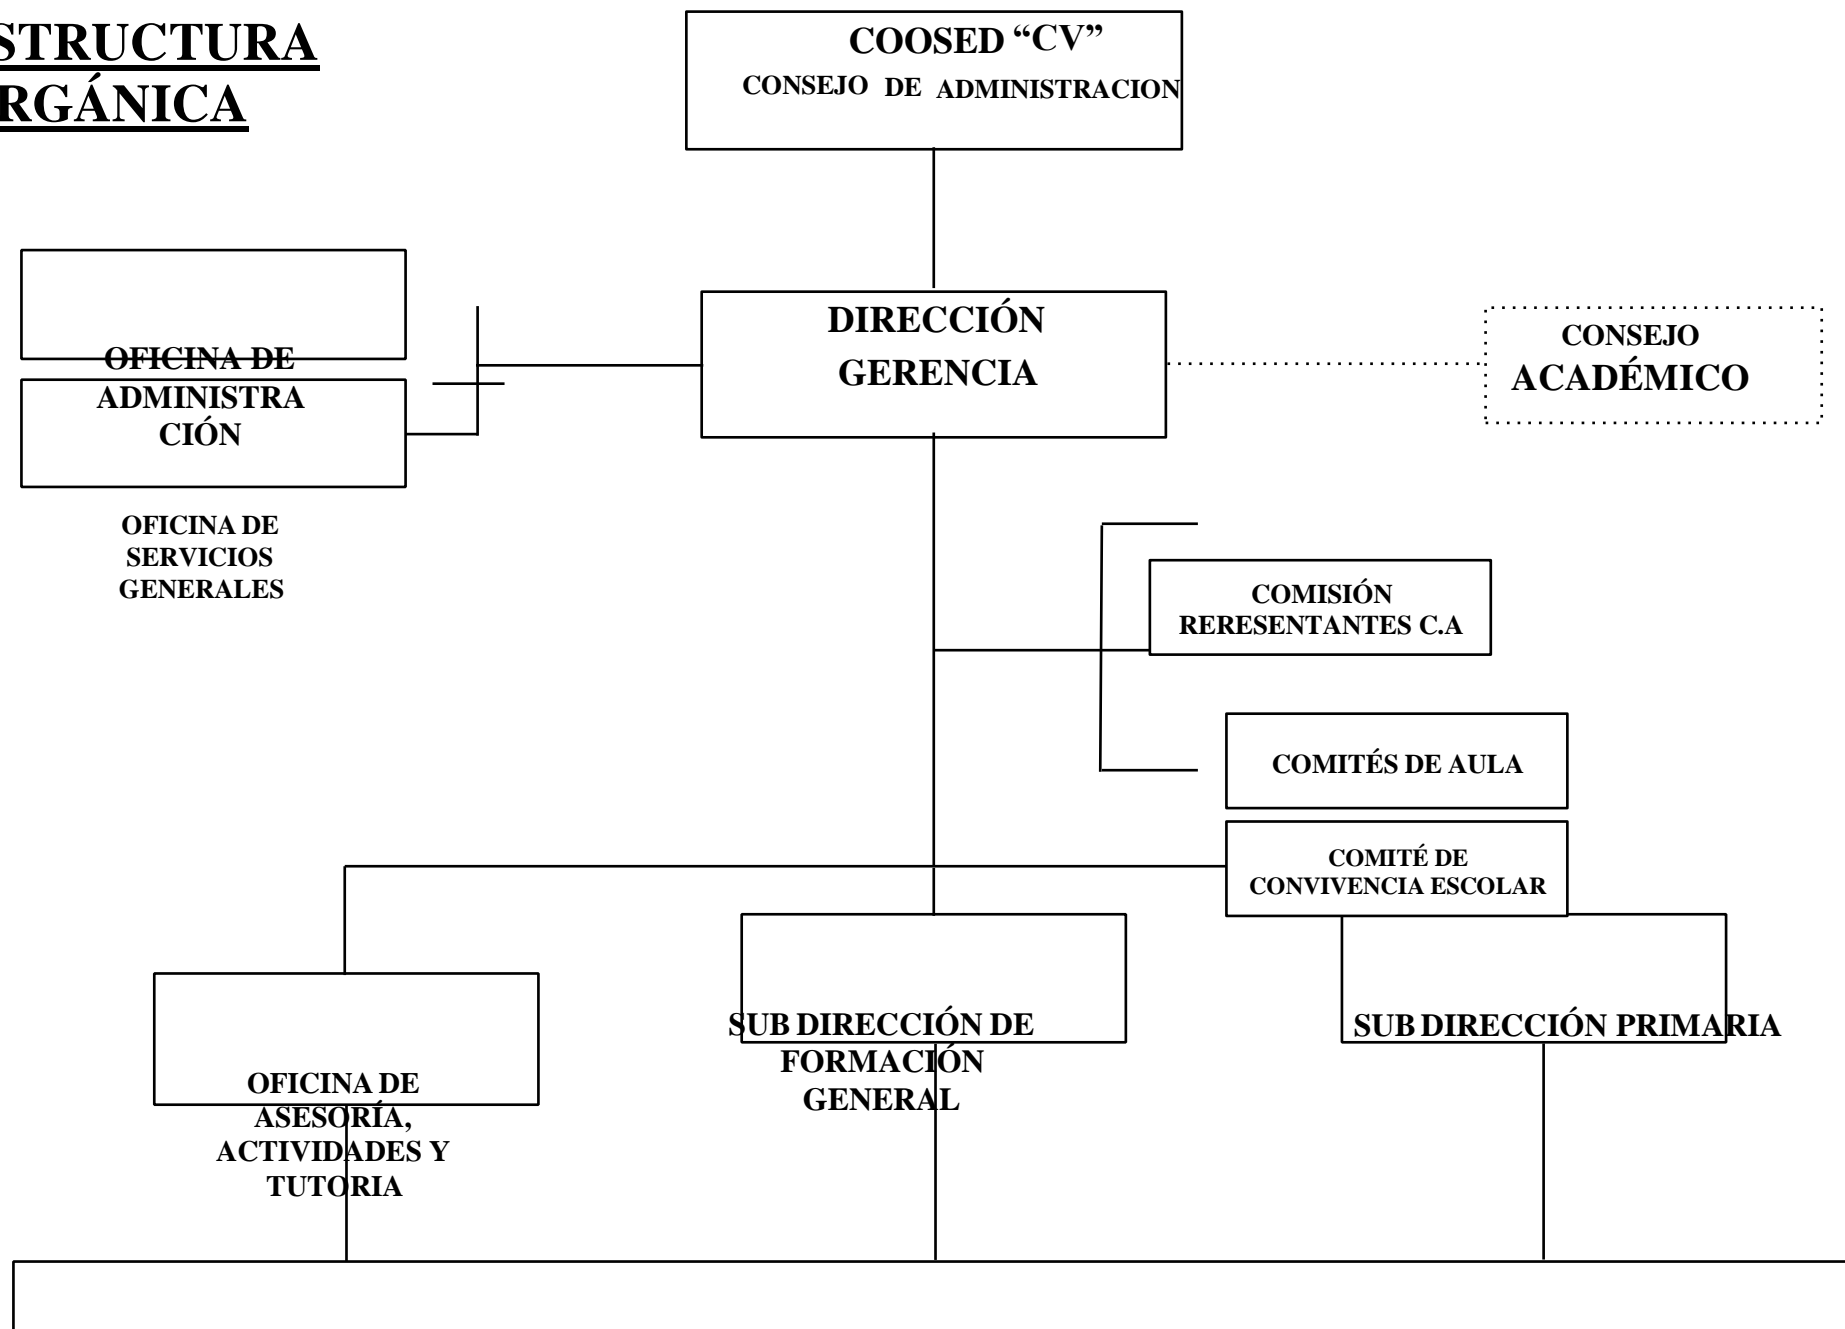 STRUCTURA
RGÁNICA
COOSED “CV”
CONSEJO DE ADMINISTRACION
DIRECCIÓN
GERENCIA
CONSEJO
ACADÉMICO
OFICINA DE
ADMINISTRA
CIÓN
OFICINA DE
SERVICIOS
GENERALES
COMISIÓN
RERESENTANTES C.A
COMITÉS DE AULA
COMITÉ DE
CONVIVENCIA ESCOLAR
SUB DIRECCIÓN DE
FORMACIÓN
GENERAL
SUB DIRECCIÓN PRIMARIA
OFICINA DE
ASESORÍA,
ACTIVIDADES Y
TUTORIA